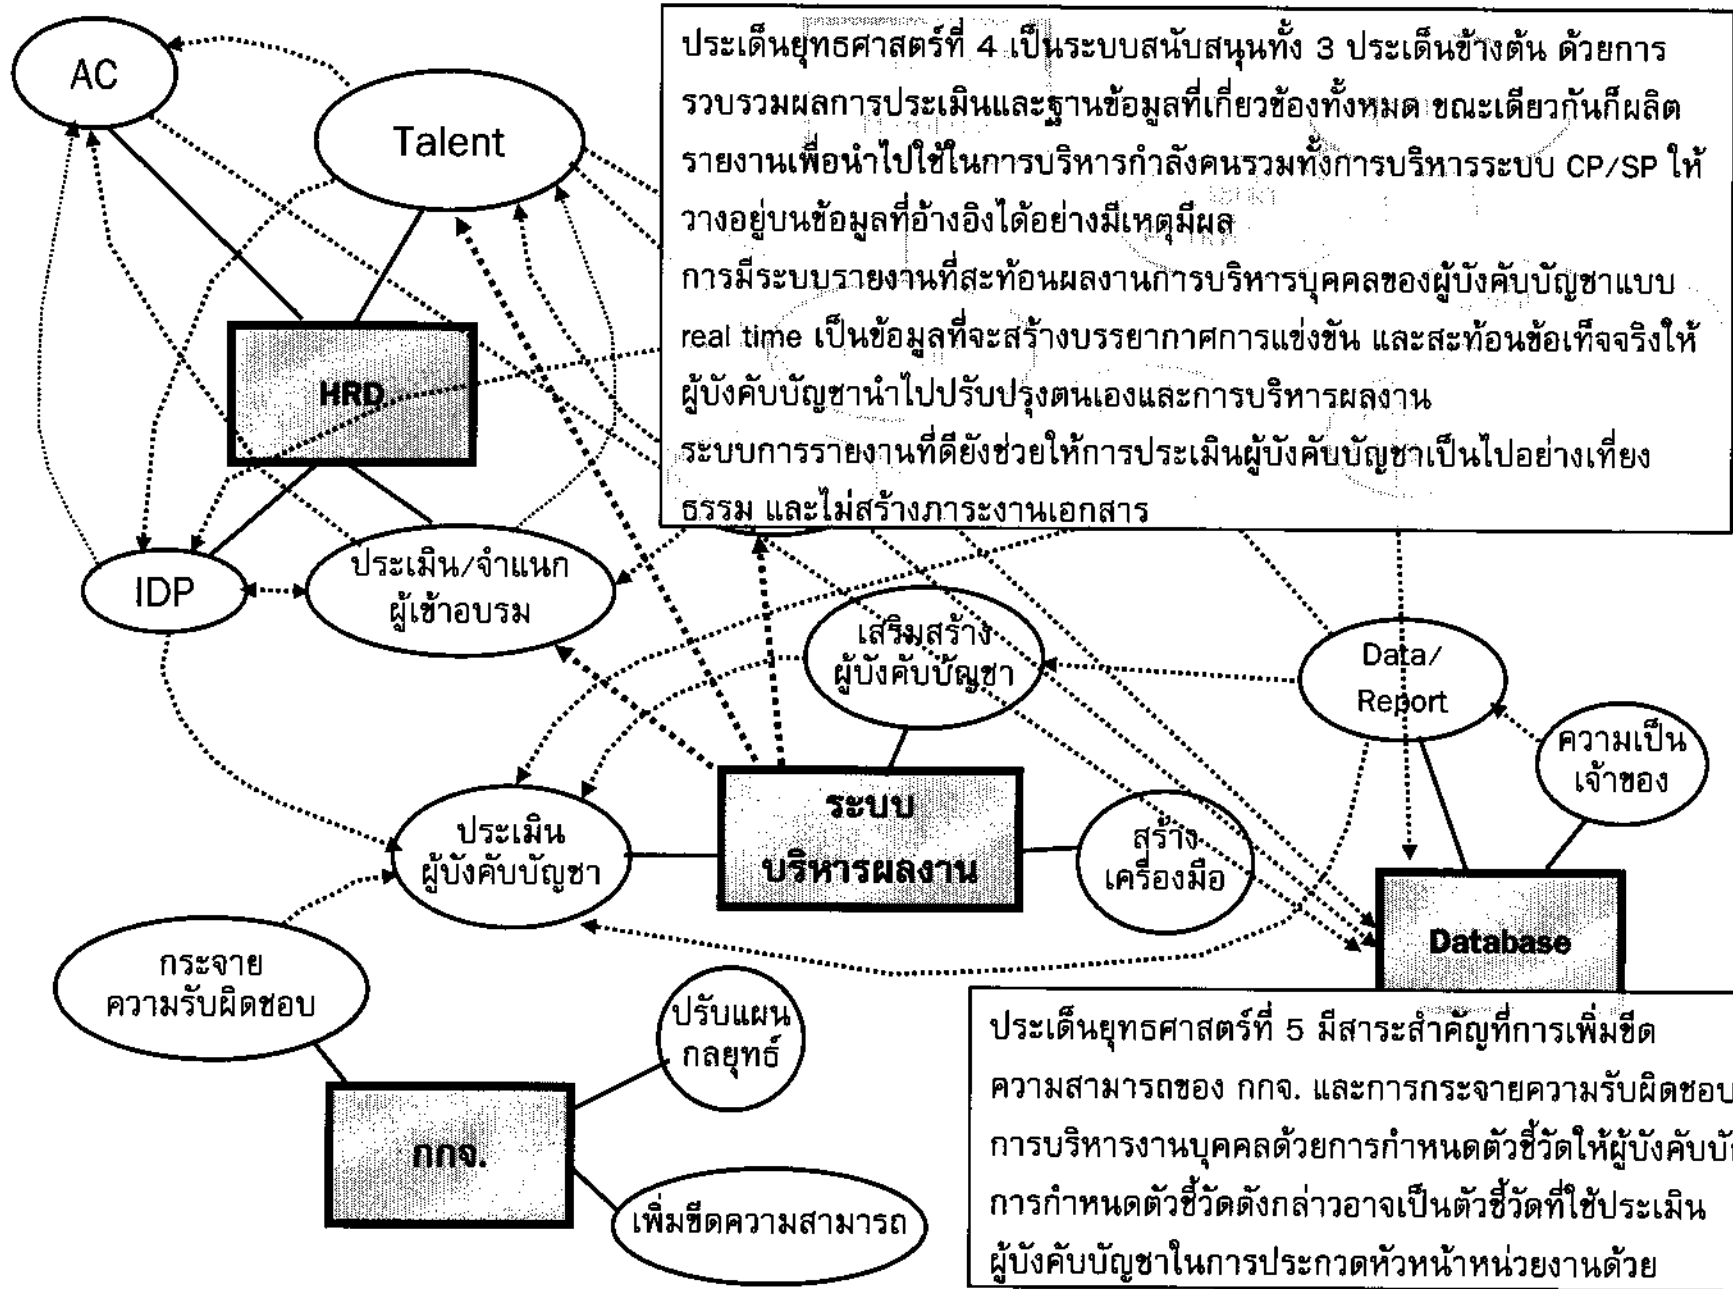 AC
Talent
ประเด็นยุทธศาสตร์ที่ 4 เป็นระบบสนับสนุนทั้ง 3 ประเด็นข้างต้น ด้วยการ
รวบรวมผลการประเมินและฐานข้อมูลที่เกี่ยวข้องทั้งหมด ขณะเดียวกันก็ผลิต
รายงานเพื่อนำไปใช้ในการบริหารกำลังคนรวมทั้งการบริหารระบบ CP/SP ให้
วางอยู่บนข้อมูลที่อ้างอิงได้อย่างมีเหตุมีผล
การมีระบบรายงานที่สะท้อนผลงานการบริหารบุคคลของผู้บังคับบัญชาแบบ
real time เป็นข้อมูลที่จะสร้างบรรยากาศการแข่งขัน และสะท้อนข้อเท็จจริงให้
ผู้บังคับบัญชานำไปปรับปรุงตนเองและการบริหารผลงาน
ระบบการรายงานที่ดียังช่วยให้การประเมินผู้บังคับบัญชาเป็นไปอย่างเที่ยง
ธรรม และไม่สร้างภาระงานเอกสาร
HRD
IDP
ประเมิน/จำแนก
ผู้เข้าอบรม
เสริมสร้าง
ผู้บังคับบัญชา
Data/
Report
ความเป็น
เจ้าของ
ระบบ
บริหารผลงาน
ประเมิน
ผู้บังคับบัญชา
สร้าง
เครื่องมือ
Database
กระจาย
ความรับผิดชอบ
ปรับแผน
กลยุทธ์
กกจ.
เพิ่มขีดความสามารถ
ประเด็นยุทธศาสตร์ที่ 5 มีสาระสำคัญที่การเพิ่มขีด
ความสามารถของ กกจ. และการกระจายความรับผิดชอบ
การบริหารงานบุคคลด้วยการกำหนดตัวชี้วัดให้ผู้บังคับบั
การกำหนดตัวชี้วัดดังกล่าวอาจเป็นตัวชี้วัดที่ใช้ประเมิน
ผู้บังคับบัญชาในการประกวดหัวหน้าหน่วยงานด้วย